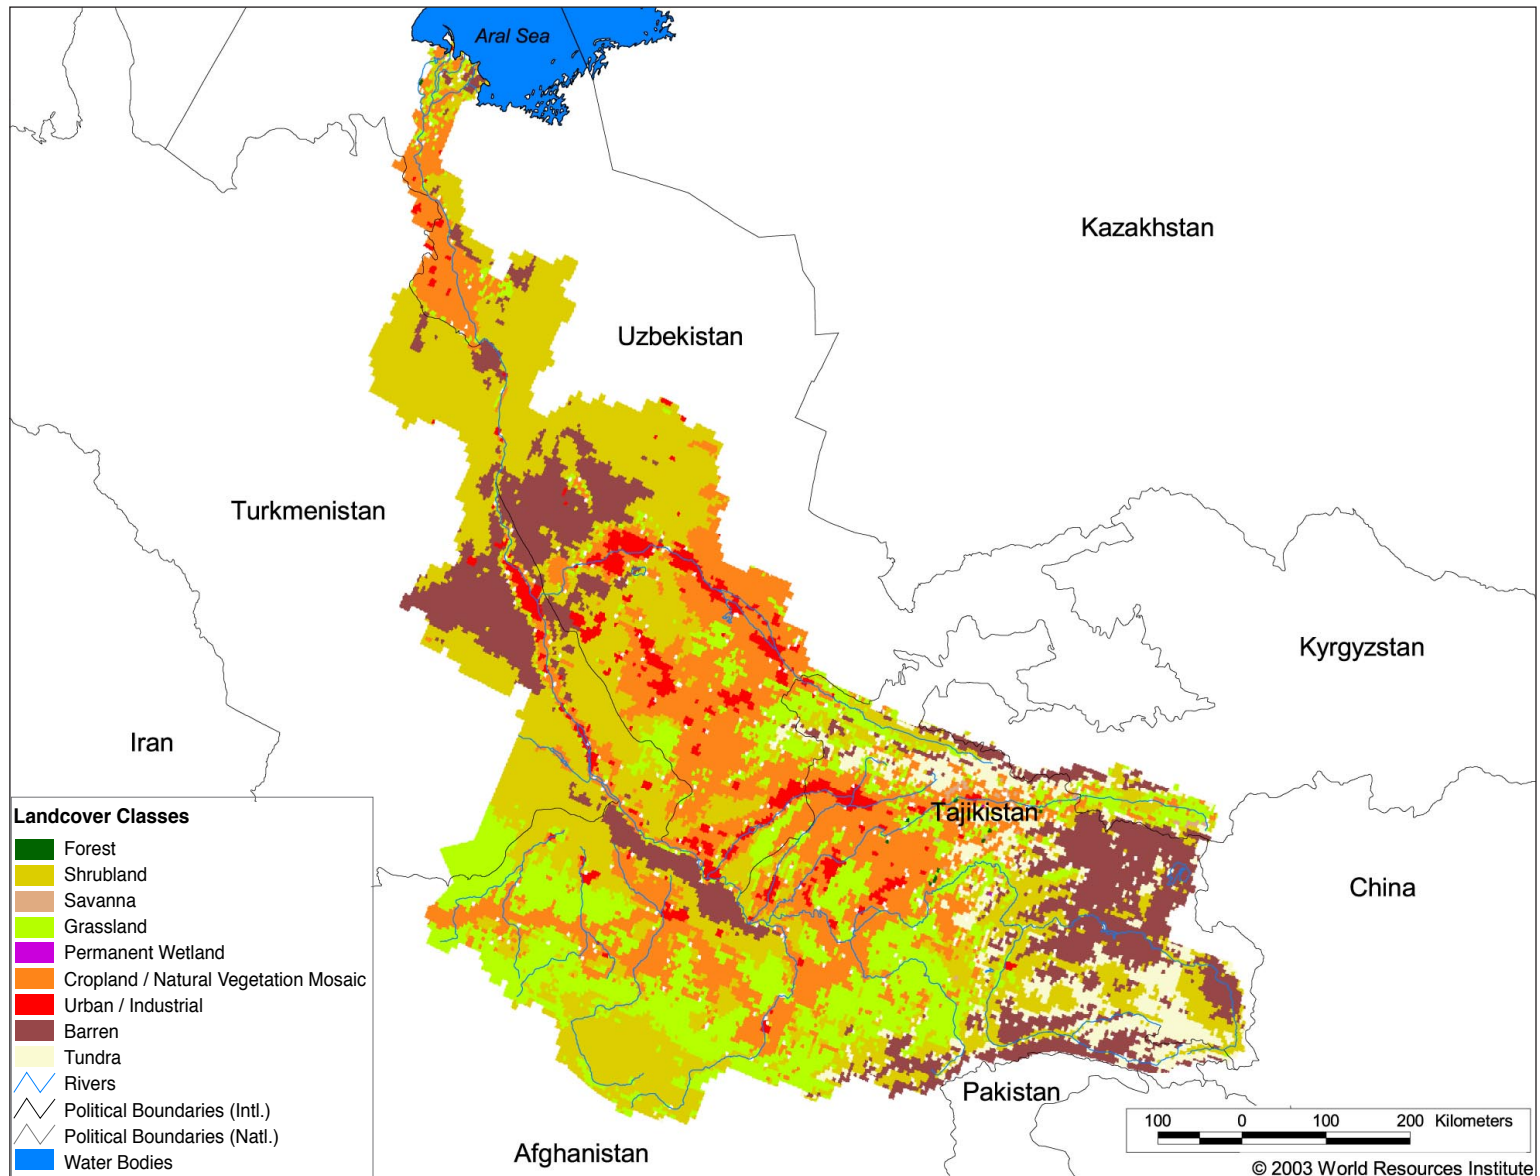 Aral Sea
Kazakhstan
Uzbekistan
Turkmenistan
Kyrgyzstan
Iran
Tajikistan
China
Pakistan
Afghanistan
Landcover Classes
Forest
Shrubland
Savanna
Grassland
Permanent Wetland
Cropland / Natural Vegetation Mosaic
Urban / Industrial
Barren
Tundra
Rivers
Political Boundaries (Intl.)
Political Boundaries (Natl.)
Water Bodies
100 0 100 200 Kilometers
© 2003 World Resources Institute